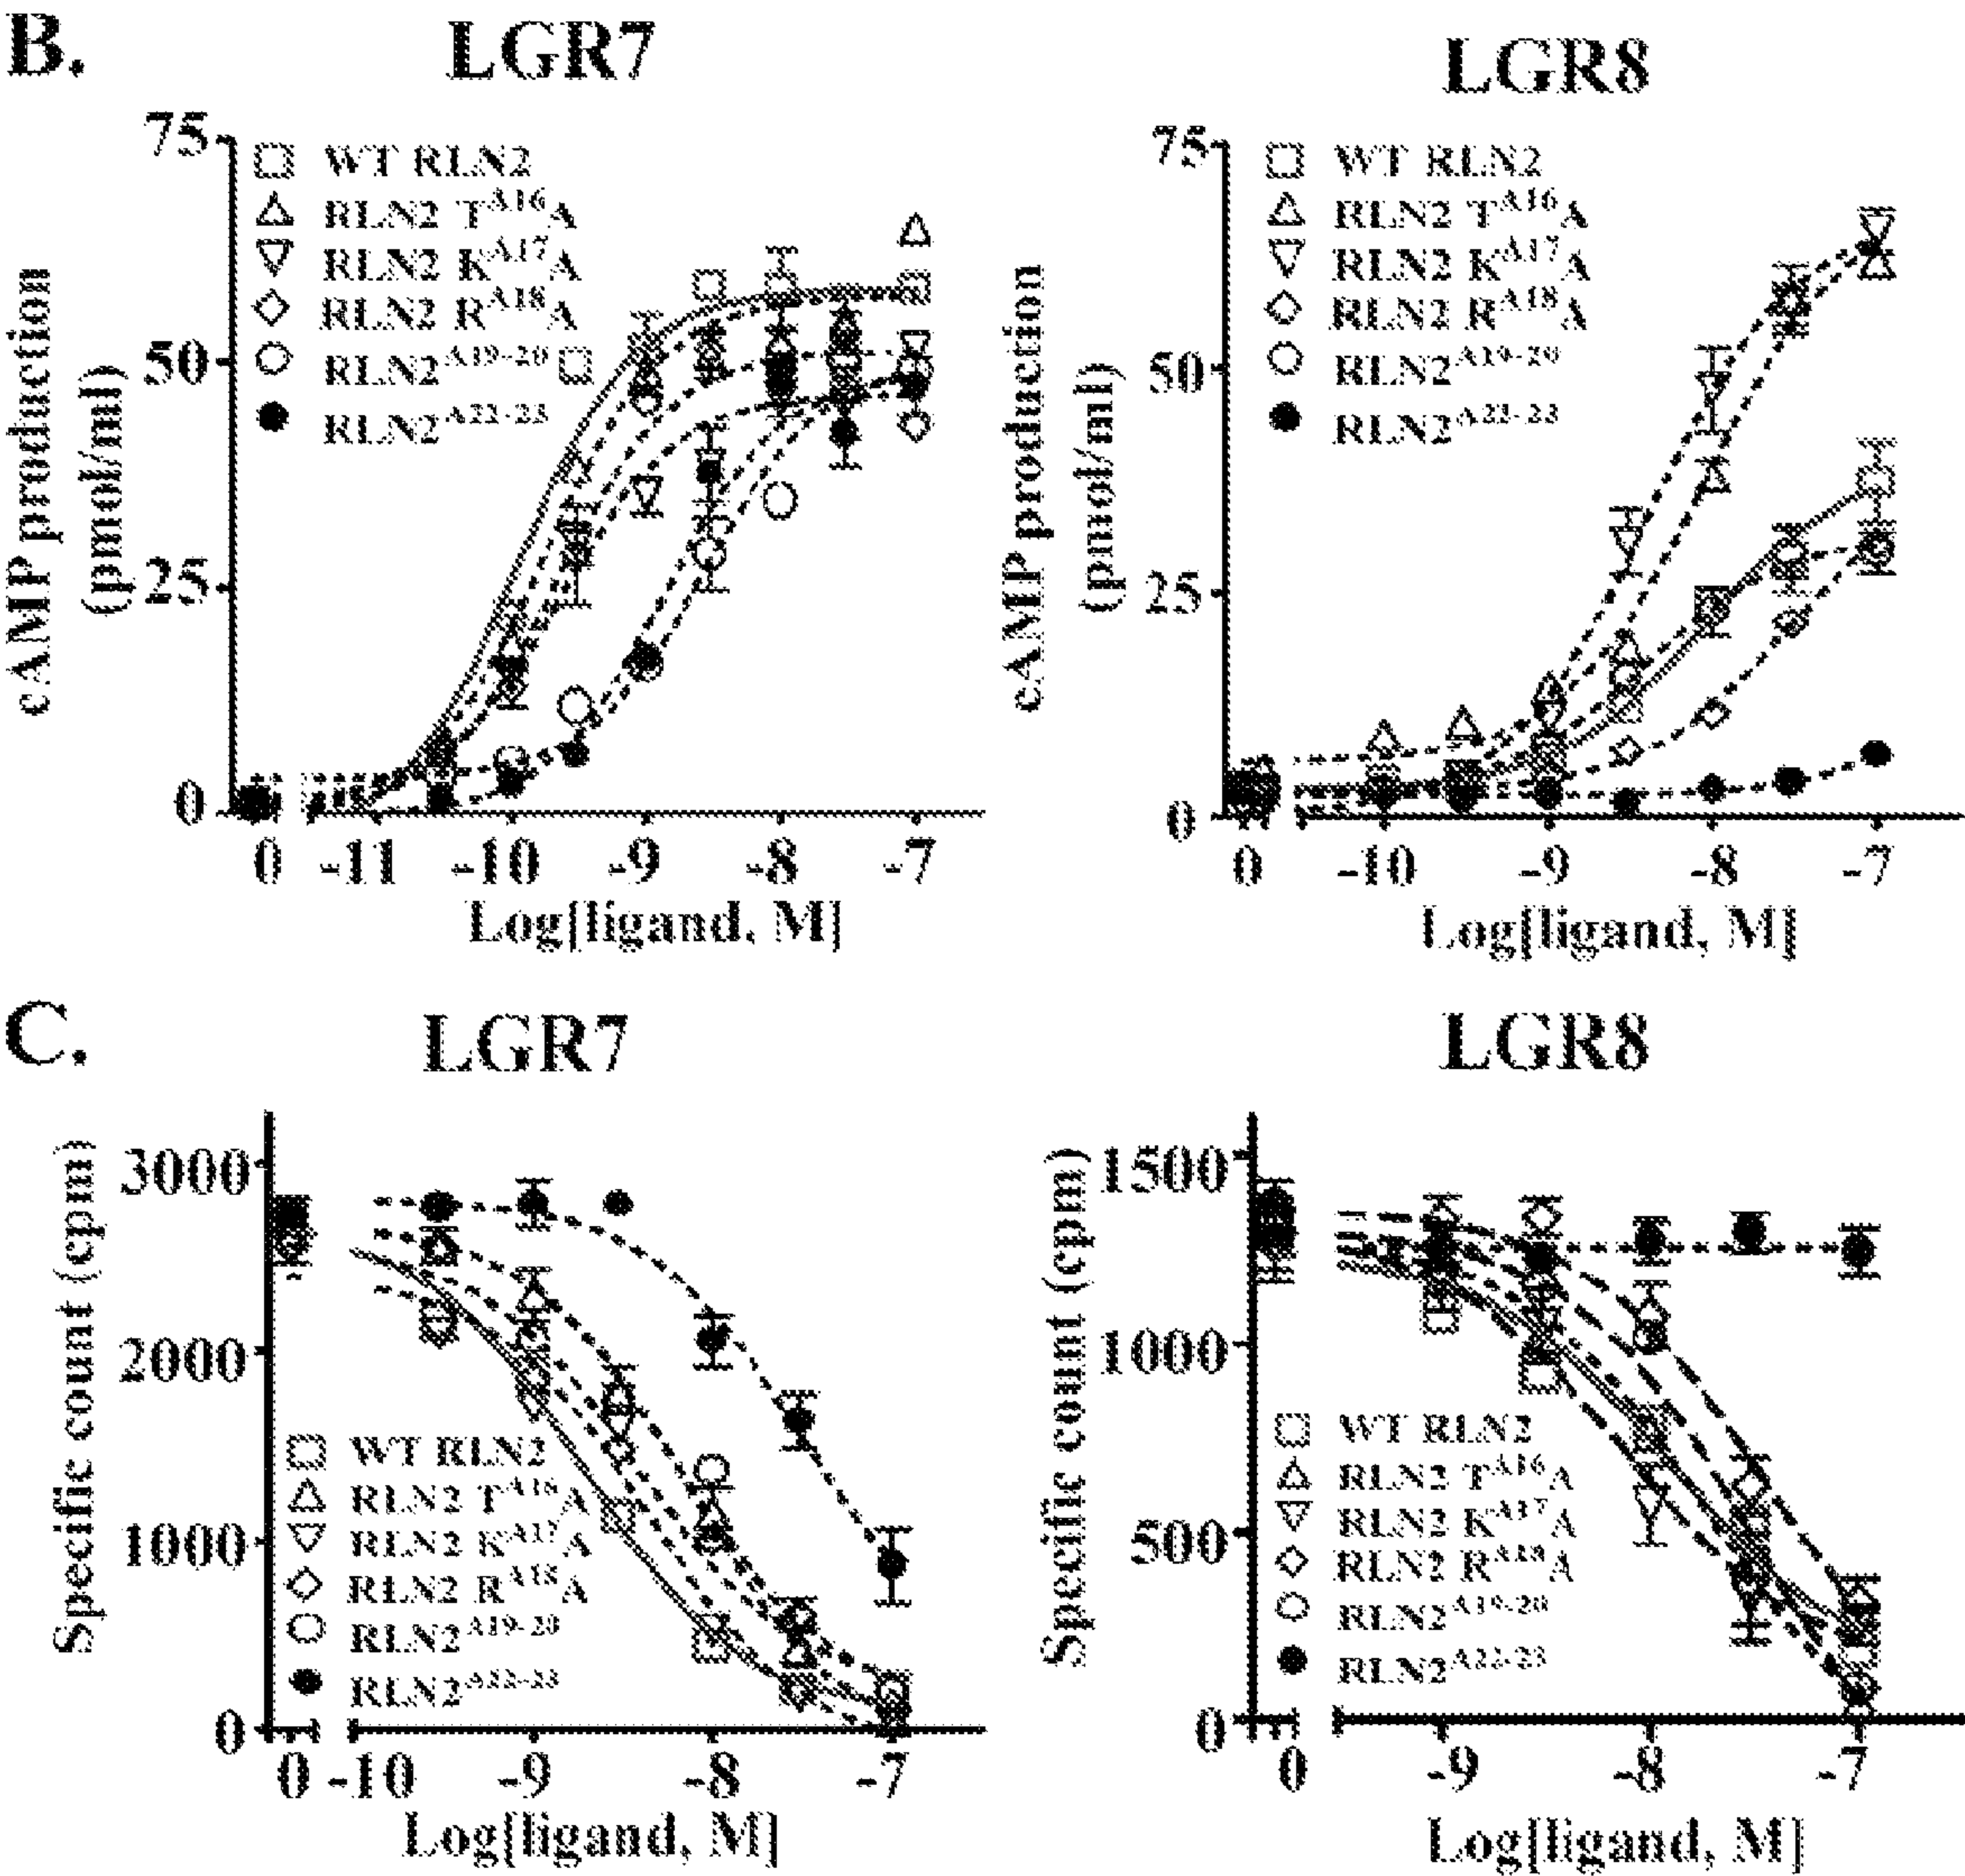 B.
LGR7
75
50
25
0
cAMP production
(pmol/ml)
WT RLN2
RLN2 T^A16A
RLN2 K^A17A
RLN2 R^A18A
RLN2^A19-20
RLN2^A22-23
0 -11 -10 -9 -8 -7
Log[ligand, M]
LGR8
75
50
25
0
cAMP production
(pmol/ml)
WT RLN2
RLN2 T^A16A
RLN2 K^A17A
RLN2 R^A18A
RLN2^A19-20
RLN2^A22-23
0 -10 -9 -8 -7
Log[ligand, M]
C.
LGR7
3000
2000
1000
0
Specific count (cpm)
WT RLN2
RLN2 T^A16A
RLN2 K^A17A
RLN2 R^A18A
RLN2^A19-20
RLN2^A22-23
0 -10 -9 -8 -7
Log[ligand, M]
LGR8
1500
1000
500
0
Specific count (cpm)
WT RLN2
RLN2 T^A16A
RLN2 K^A17A
RLN2 R^A18A
RLN2^A19-20
RLN2^A22-23
0 -9 -8 -7
Log[ligand, M]